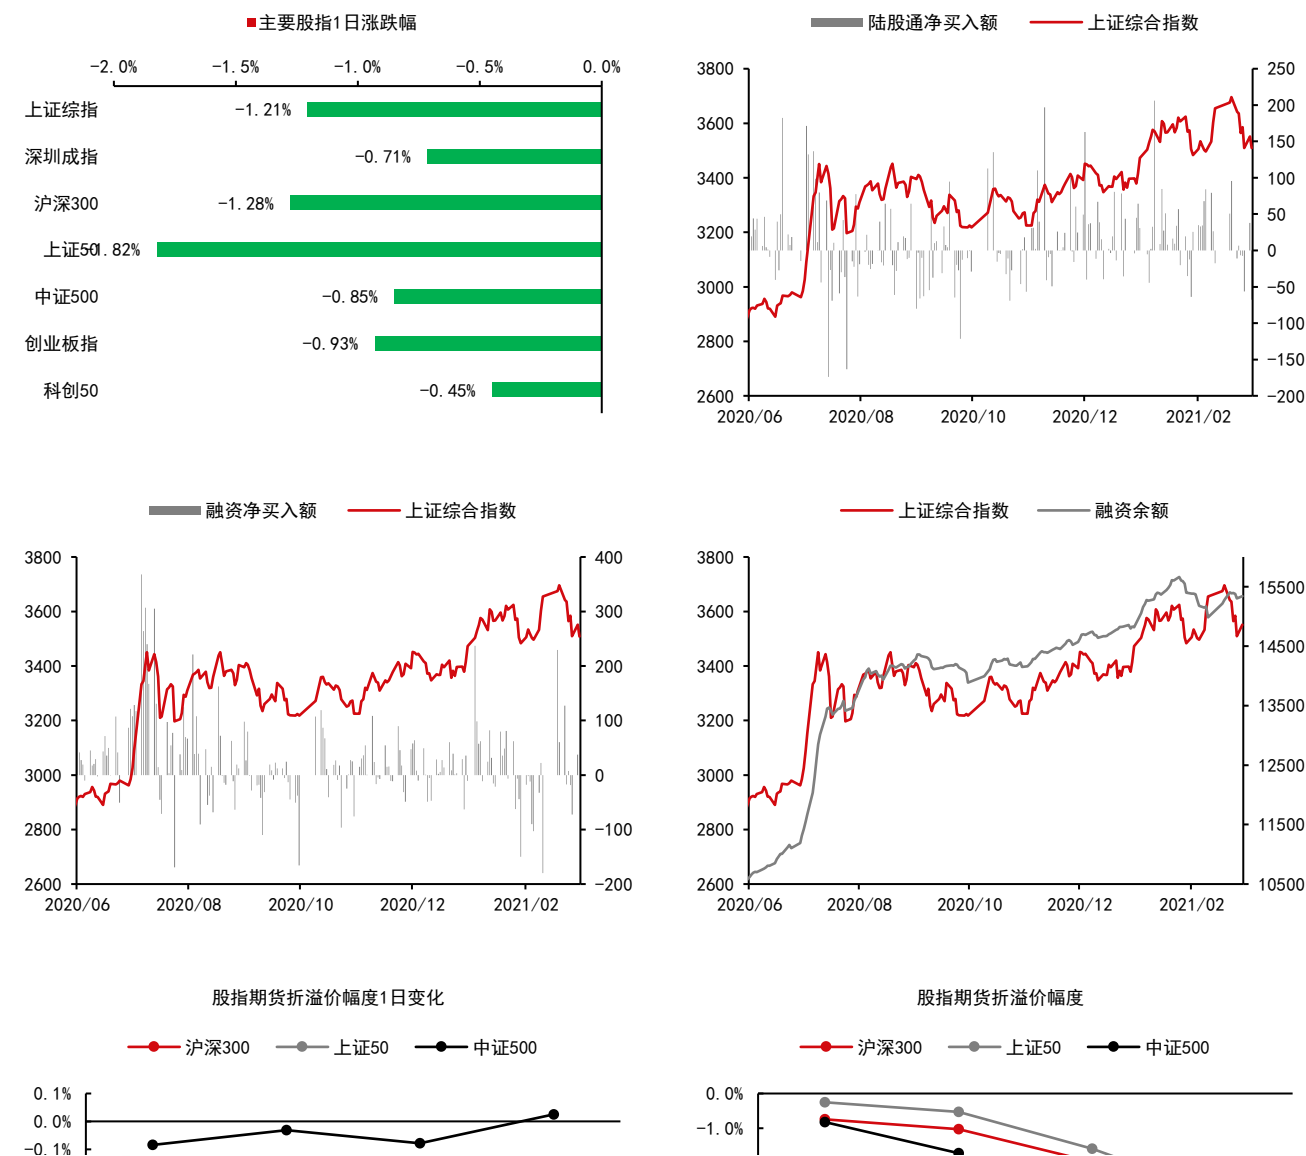 主要股指1日涨跌幅
-2.0% -1.5% -1.0% -0.5% 0.0%
上证综指 -1.21%
深圳成指 -0.71%
沪深300 -1.28%
上证50 -1.82%
中证500 -0.85%
创业板指 -0.93%
科创50 -0.45%
陆股通净买入额 上证综合指数
3800 250
3600 200
150
3400 100
3200 50
0
3000 -50
2800 -100
-150
2600 -200
2020/06 2020/08 2020/10 2020/12 2021/02
融资净买入额 上证综合指数
3800 400
3600 300
3400 200
3200 100
3000 0
2800 -100
2600 -200
2020/06 2020/08 2020/10 2020/12 2021/02
上证综合指数 融资余额
3800
15500
3600
14500
3400
3200 13500
3000 12500
2800 11500
2600 10500
2020/06 2020/08 2020/10 2020/12 2021/02
股指期货折溢价幅度1日变化
沪深300 上证50 中证500
0.1%
0.0%
-0.1%
股指期货折溢价幅度
沪深300 上证50 中证500
0.0%
-1.0%